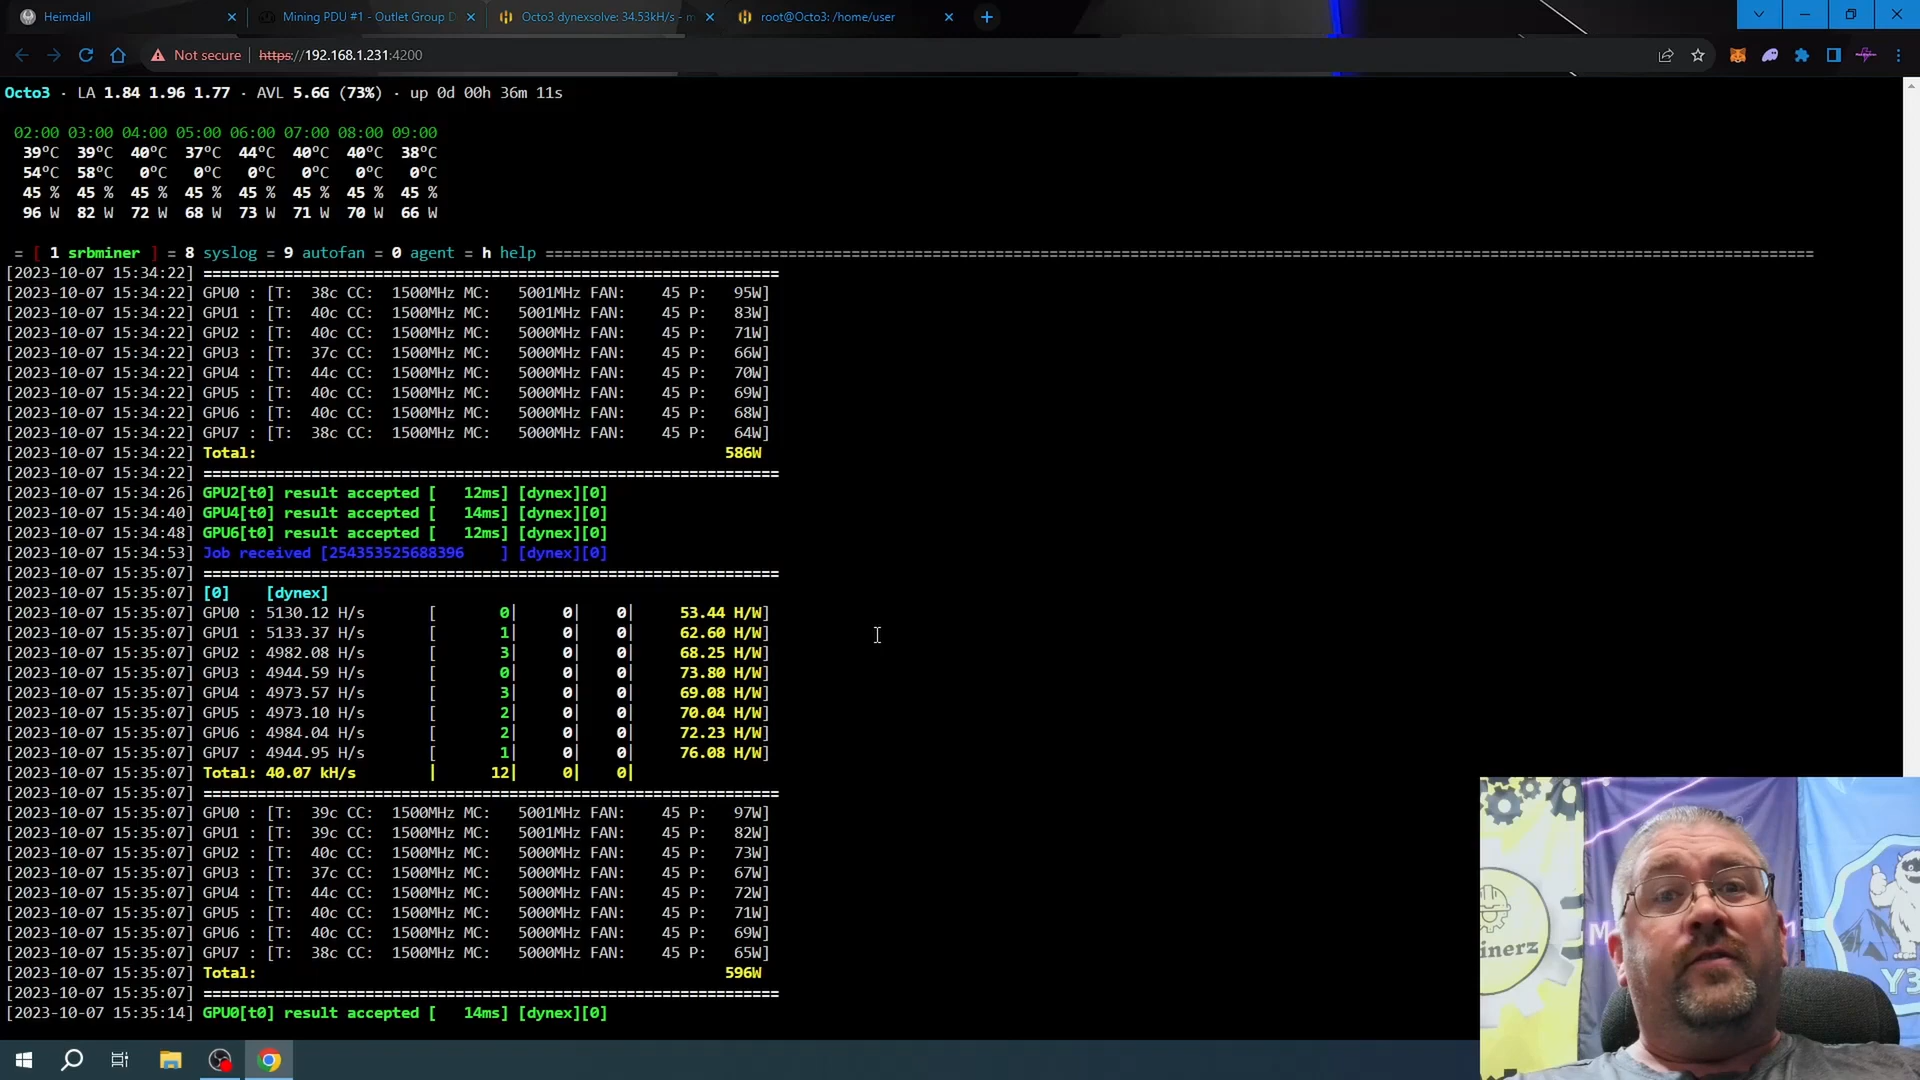 Heimdall
Mining PDU #1 - Outlet Group D
Octo3 dynexsolve: 34.53kH/s - m
root@Octo3: /home/user
Not secure
https://192.168.1.231:4200
Octo3 · LA 1.84 1.96 1.77 · AVL 5.6G (73%) · up 0d 00h 36m 11s
02:00 03:00 04:00 05:00 06:00 07:00 08:00 09:00
39°C 39°C 40°C 37°C 44°C 40°C 40°C 38°C
54°C 58°C 0°C 0°C 0°C 0°C 0°C 0°C
45 % 45 % 45 % 45 % 45 % 45 % 45 % 45 %
96 W 82 W 72 W 68 W 73 W 71 W 70 W 66 W
= [ 1 srbminer ] = 8 syslog = 9 autofan = 0 agent = h help ==============================
[2023-10-07 15:34:22] ================================================================
[2023-10-07 15:34:22] GPU0 : [T: 38c CC: 1500MHz MC: 5001MHz FAN: 45 P: 95W]
[2023-10-07 15:34:22] GPU1 : [T: 40c CC: 1500MHz MC: 5001MHz FAN: 45 P: 83W]
[2023-10-07 15:34:22] GPU2 : [T: 40c CC: 1500MHz MC: 5000MHz FAN: 45 P: 71W]
[2023-10-07 15:34:22] GPU3 : [T: 37c CC: 1500MHz MC: 5000MHz FAN: 45 P: 66W]
[2023-10-07 15:34:22] GPU4 : [T: 44c CC: 1500MHz MC: 5000MHz FAN: 45 P: 70W]
[2023-10-07 15:34:22] GPU5 : [T: 40c CC: 1500MHz MC: 5000MHz FAN: 45 P: 69W]
[2023-10-07 15:34:22] GPU6 : [T: 40c CC: 1500MHz MC: 5000MHz FAN: 45 P: 68W]
[2023-10-07 15:34:22] GPU7 : [T: 38c CC: 1500MHz MC: 5000MHz FAN: 45 P: 64W]
[2023-10-07 15:34:22] Total: 586W
[2023-10-07 15:34:22] ================================================================
[2023-10-07 15:34:26] GPU2[t0] result accepted [ 12ms] [dynex][0]
[2023-10-07 15:34:40] GPU4[t0] result accepted [ 14ms] [dynex][0]
[2023-10-07 15:34:48] GPU6[t0] result accepted [ 12ms] [dynex][0]
[2023-10-07 15:34:53] Job received [254353525688396 ] [dynex][0]
[2023-10-07 15:35:07] ================================================================
[2023-10-07 15:35:07] [0] [dynex]
[2023-10-07 15:35:07] GPU0 : 5130.12 H/s [ 0| 0| 0| 53.44 H/W]
[2023-10-07 15:35:07] GPU1 : 5133.37 H/s [ 1| 0| 0| 62.60 H/W]
[2023-10-07 15:35:07] GPU2 : 4982.08 H/s [ 3| 0| 0| 68.25 H/W]
[2023-10-07 15:35:07] GPU3 : 4944.59 H/s [ 0| 0| 0| 73.80 H/W]
[2023-10-07 15:35:07] GPU4 : 4973.57 H/s [ 3| 0| 0| 69.08 H/W]
[2023-10-07 15:35:07] GPU5 : 4973.10 H/s [ 2| 0| 0| 70.04 H/W]
[2023-10-07 15:35:07] GPU6 : 4984.04 H/s [ 2| 0| 0| 72.23 H/W]
[2023-10-07 15:35:07] GPU7 : 4944.95 H/s [ 1| 0| 0| 76.08 H/W]
[2023-10-07 15:35:07] Total: 40.07 kH/s | 12| 0| 0|
[2023-10-07 15:35:07] ================================================================
[2023-10-07 15:35:07] GPU0 : [T: 39c CC: 1500MHz MC: 5001MHz FAN: 45 P: 97W]
[2023-10-07 15:35:07] GPU1 : [T: 39c CC: 1500MHz MC: 5001MHz FAN: 45 P: 82W]
[2023-10-07 15:35:07] GPU2 : [T: 40c CC: 1500MHz MC: 5000MHz FAN: 45 P: 73W]
[2023-10-07 15:35:07] GPU3 : [T: 37c CC: 1500MHz MC: 5000MHz FAN: 45 P: 67W]
[2023-10-07 15:35:07] GPU4 : [T: 44c CC: 1500MHz MC: 5000MHz FAN: 45 P: 72W]
[2023-10-07 15:35:07] GPU5 : [T: 40c CC: 1500MHz MC: 5000MHz FAN: 45 P: 71W]
[2023-10-07 15:35:07] GPU6 : [T: 40c CC: 1500MHz MC: 5000MHz FAN: 45 P: 69W]
[2023-10-07 15:35:07] GPU7 : [T: 38c CC: 1500MHz MC: 5000MHz FAN: 45 P: 65W]
[2023-10-07 15:35:07] Total: 596W
[2023-10-07 15:35:07] ================================================================
[2023-10-07 15:35:14] GPU0[t0] result accepted [ 14ms] [dynex][0]
inerz
Y3